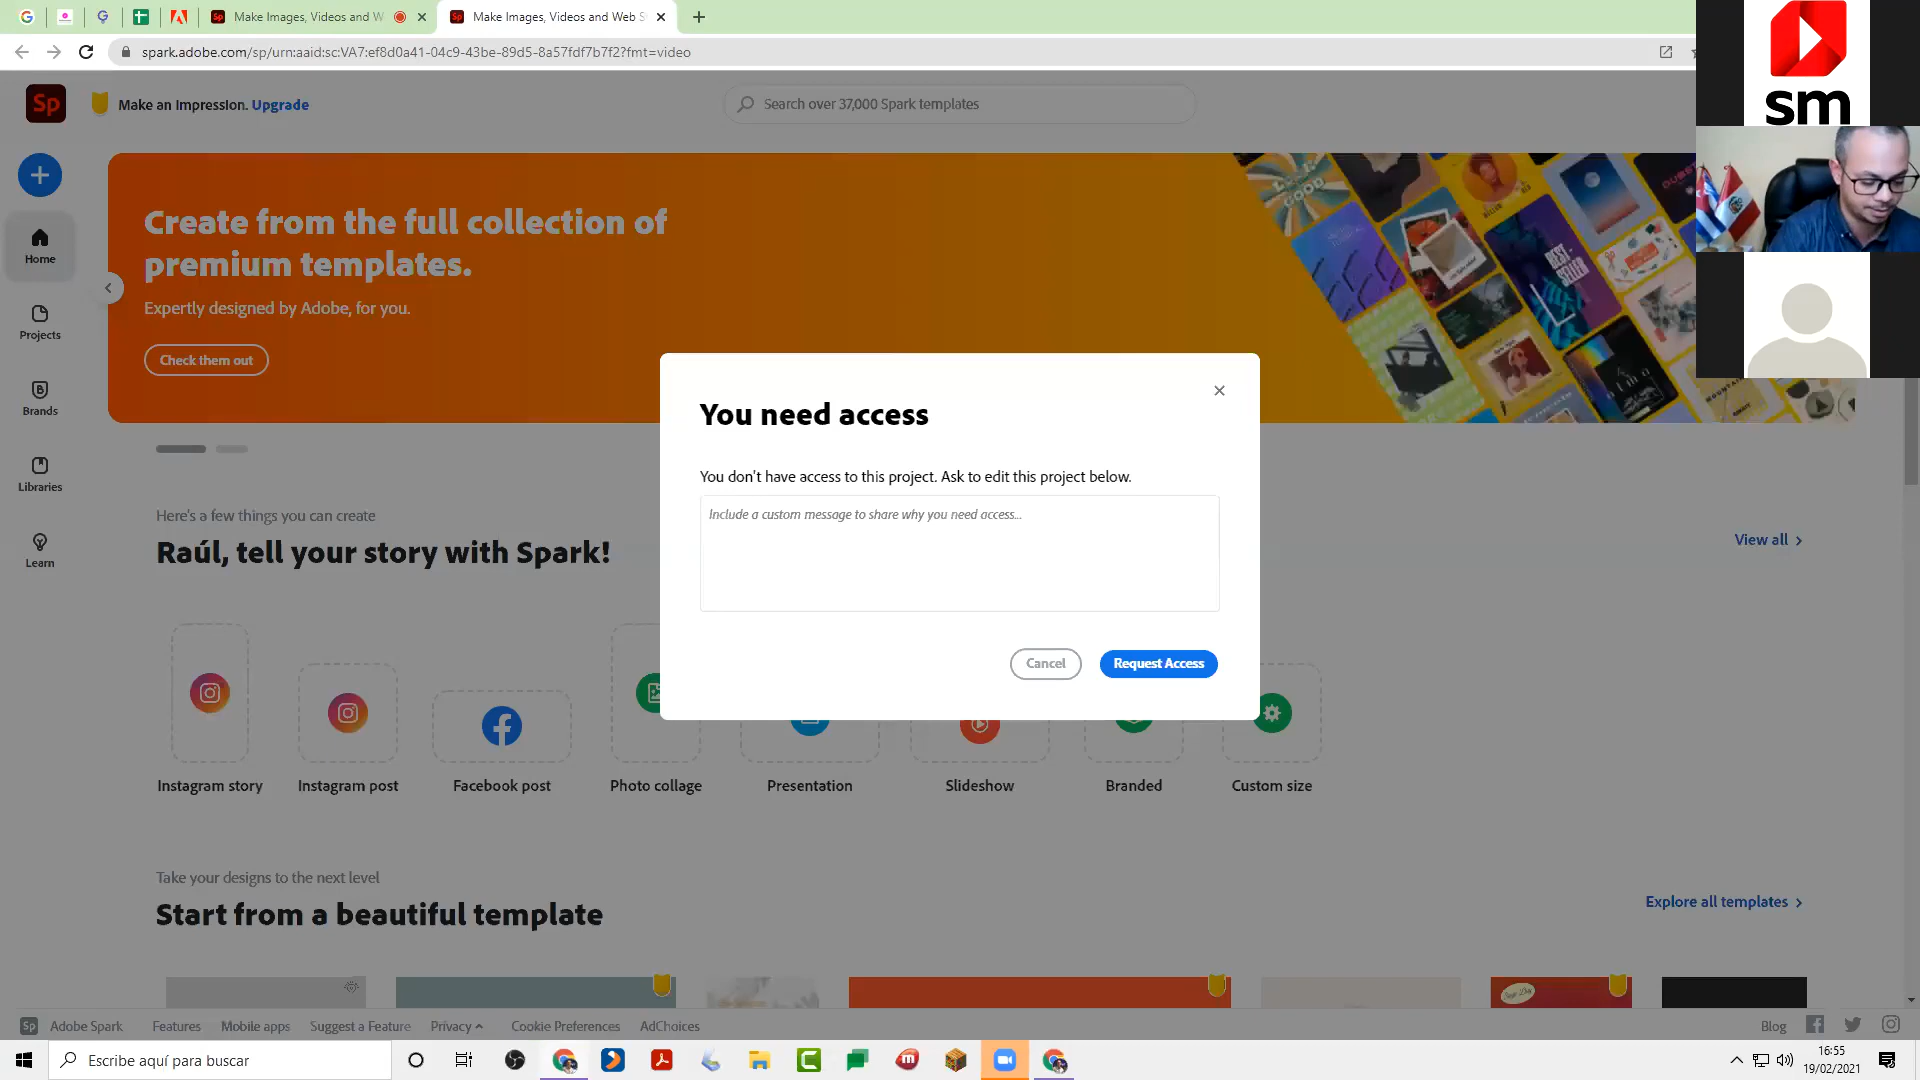 Make Images, Videos and W
Make Images, Videos and Web S
spark.adobe.com/sp/urn:aaid:sc:VA7:ef8d0a41-04c9-43be-89d5-8a57fdf7b7f2?fmt=video
Sp
Make an Impression. Upgrade
Search over 37,000 Spark templates
sm
Create from the full collection of
premium templates.
Expertly designed by Adobe, for you.
Check them out
BEST
SELLER
Home
Projects
Brands
Libraries
Learn
You need access
You don't have access to this project. Ask to edit this project below.
Include a custom message to share why you need access...
Cancel
Request Access
Here's a few things you can create
Raúl, tell your story with Spark!
View all
Instagram story
Instagram post
Facebook post
Photo collage
Presentation
Slideshow
Branded
Custom size
Take your designs to the next level
Start from a beautiful template
Explore all templates
Sp
Adobe Spark
Features
Mobile apps
Suggest a Feature
Privacy
Cookie Preferences
AdChoices
Blog
Escribe aquí para buscar
16:55
19/02/2021